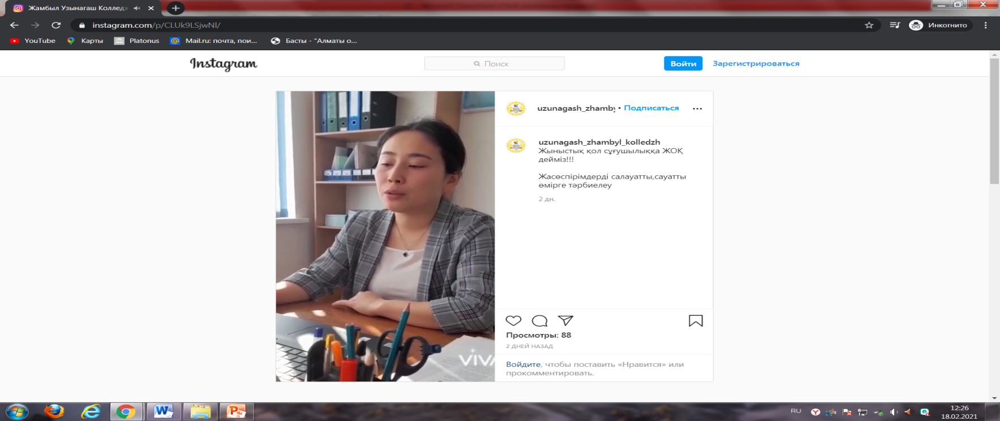 Жамбыл Узынагаш Колледж
instagram.com/p/CLUk9LSjwNl/
Инкогнито
YouTube
Карты
Platonus
Mail.ru: почта, пои...
Басты - "Алматы о...
Instagram
Поиск
Войти
Зарегистрироваться
uzunagash_zhamby • Подписаться
uzunagash_zhambyl_kolledzh
Жыныстық қол сұғушылыққа ЖОҚ
дейміз!!!
Жасөспірімдерді салауатты,сауатты
өмірге тәрбиелеу
2 дн.
Просмотры: 88
2 ДНЕЙ НАЗАД
Войдите, чтобы поставить «Нравится» или
прокомментировать.
VIVA
RU
12:26
18.02.2021